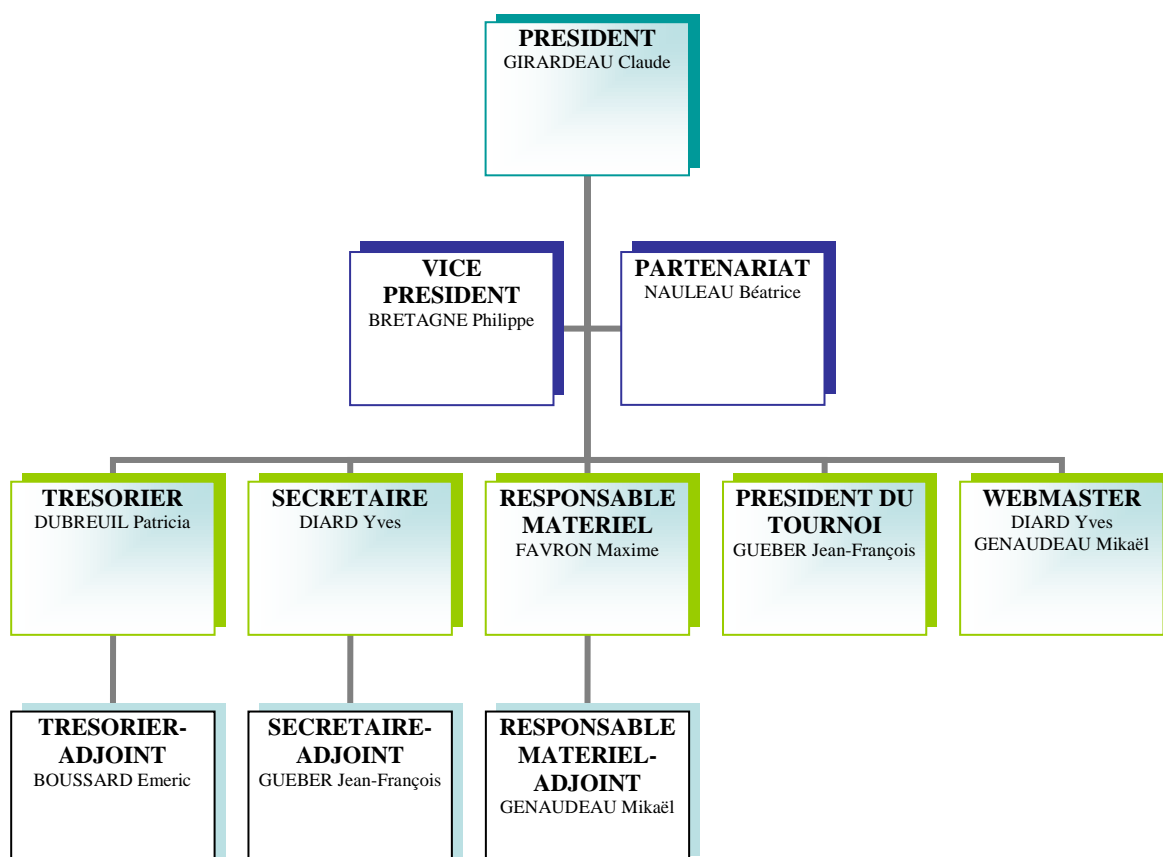 PRESIDENT
GIRARDEAU Claude
VICE
PRESIDENT
BRETAGNE Philippe
PARTENARIAT
NAULEAU Béatrice
TRESORIER
DUBREUIL Patricia
SECRETAIRE
DIARD Yves
RESPONSABLE
MATERIEL
FAVRON Maxime
PRESIDENT DU
TOURNOI
GUEBER Jean-François
WEBMASTER
DIARD Yves
GENAUDEAU Mikaël
TRESORIER-
ADJOINT
BOUSSARD Emeric
SECRETAIRE-
ADJOINT
GUEBER Jean-François
RESPONSABLE
MATERIEL-
ADJOINT
GENAUDEAU Mikaël